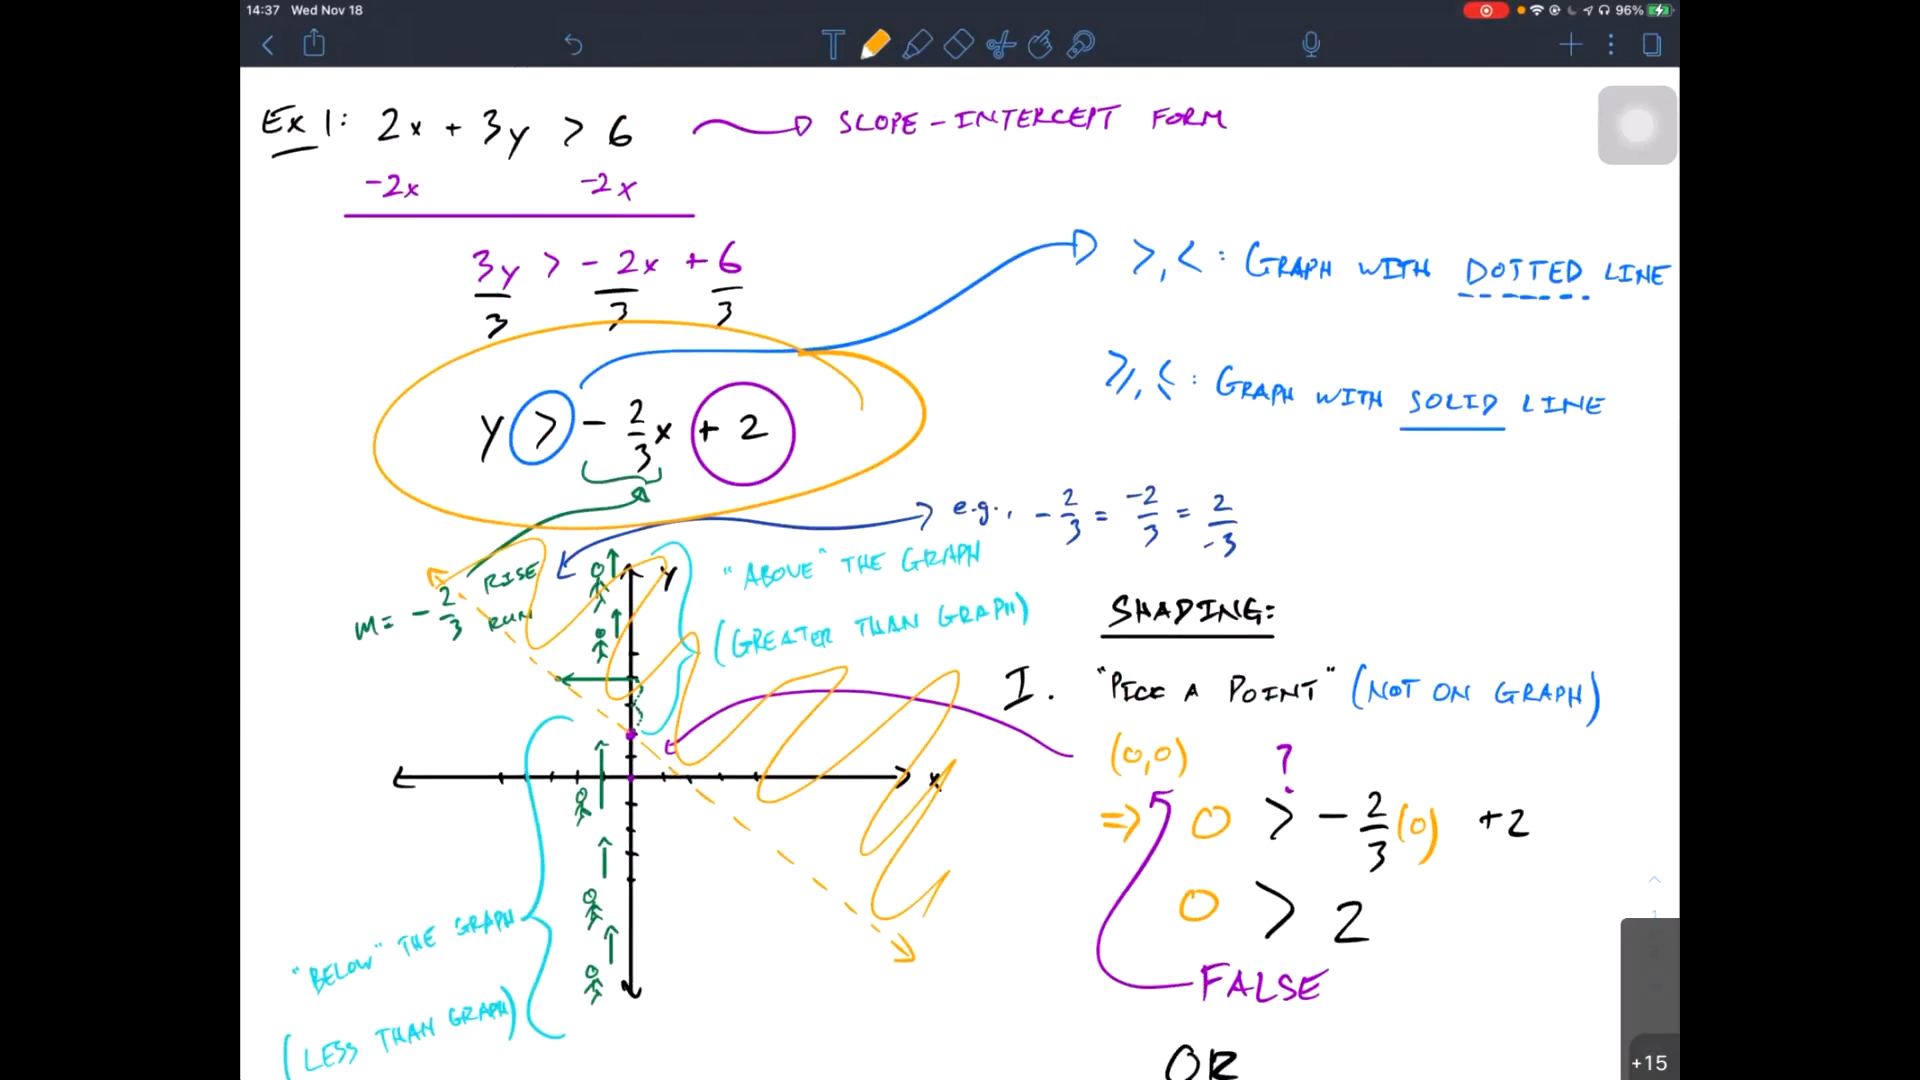 14:37 Wed Nov 18
96%
Ex 1: 2x + 3y > 6
SLOPE-INTERCEPT FORM
-2x -2x
3y/3 > -2x/3 + 6/3
>,<: GRAPH WITH DOTTED LINE
≥,≤: GRAPH WITH SOLID LINE
y > -2/3x + 2
e.g., -2/3 = -2/3 = 2/-3
m = -2/3 RISE RUN
y
"ABOVE" THE GRAPH
(GREATER THAN GRAPH)
x
"BELOW" THE GRAPH
(LESS THAN GRAPH)
SHADING:
I. "PICK A POINT" (NOT ON GRAPH)
(0,0) ?
⇒ 0 > -2/3(0) +2
0 > 2
FALSE
OR
+15